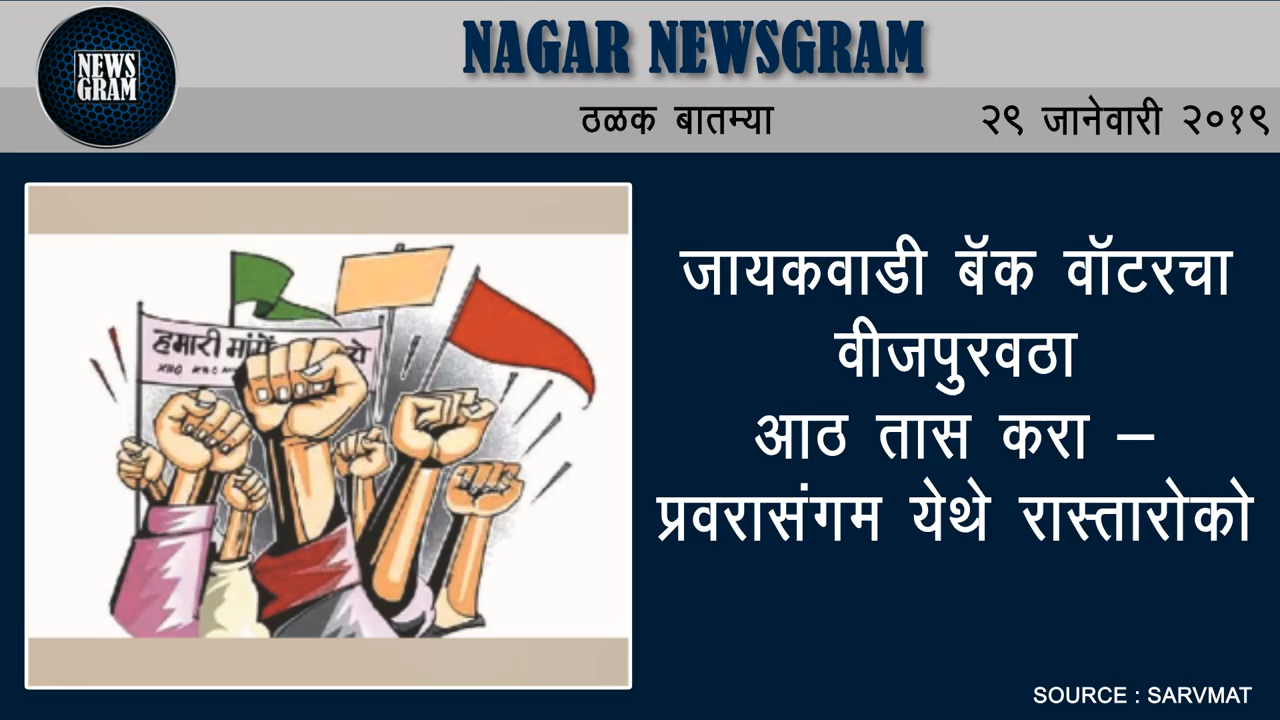 NEWS
GRAM
NAGAR NEWSGRAM
ठळक बातम्या
२९ जानेवारी २०१९
हमारी मांगें
जायकवाडी बॅक वॉटरचा
वीजपुरवठा
आठ तास करा –
प्रवरासंगम येथे रास्तारोको
SOURCE : SARVMAT